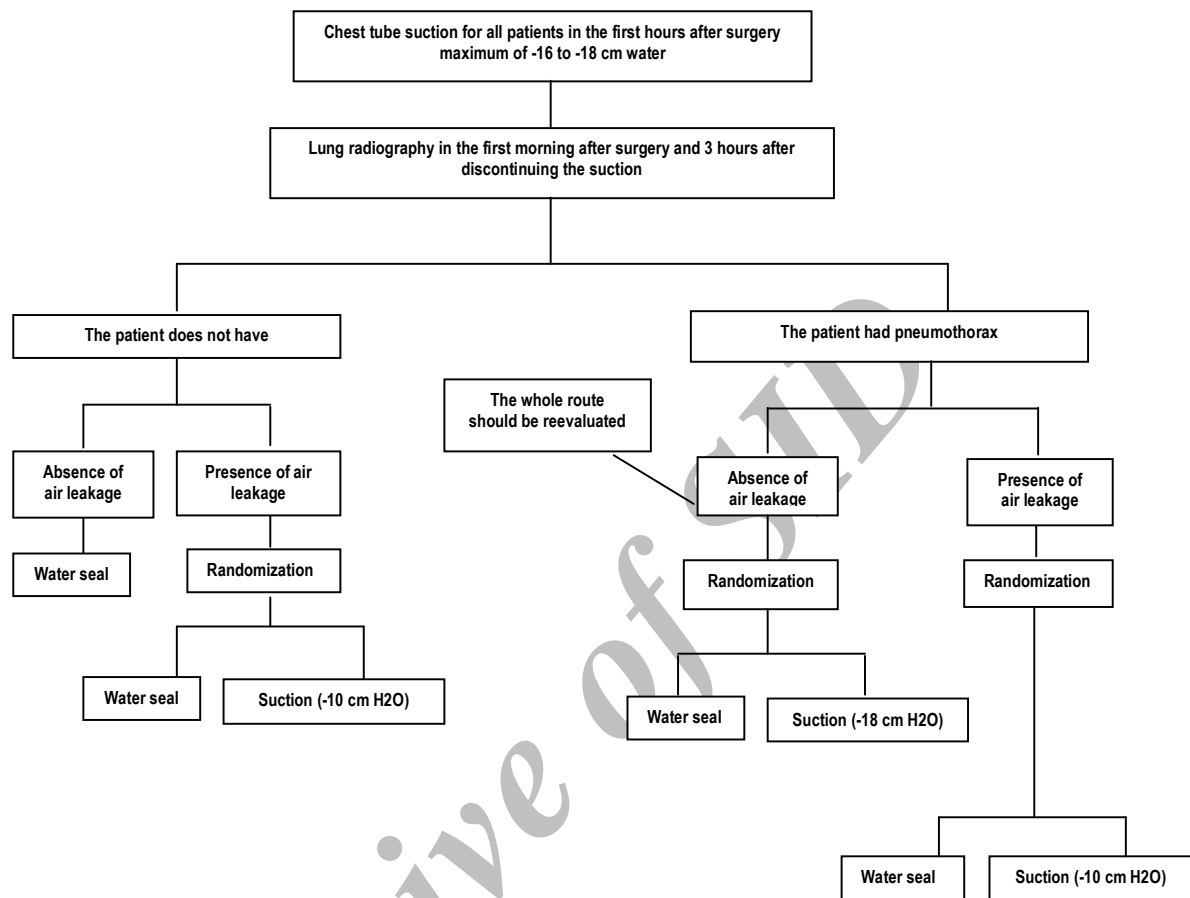 Chest tube suction for all patients in the first hours after surgery
maximum of -16 to -18 cm water
Lung radiography in the first morning after surgery and 3 hours after
discontinuing the suction
The patient does not have
The patient had pneumothorax
The whole route
should be reevaluated
Absence of
air leakage
Presence of air
leakage
Absence of
air leakage
Presence of
air leakage
Water seal
Randomization
Randomization
Randomization
Water seal
Suction (-10 cm H2O)
Water seal
Suction (-18 cm H2O)
Water seal
Suction (-10 cm H2O)
ive of SID